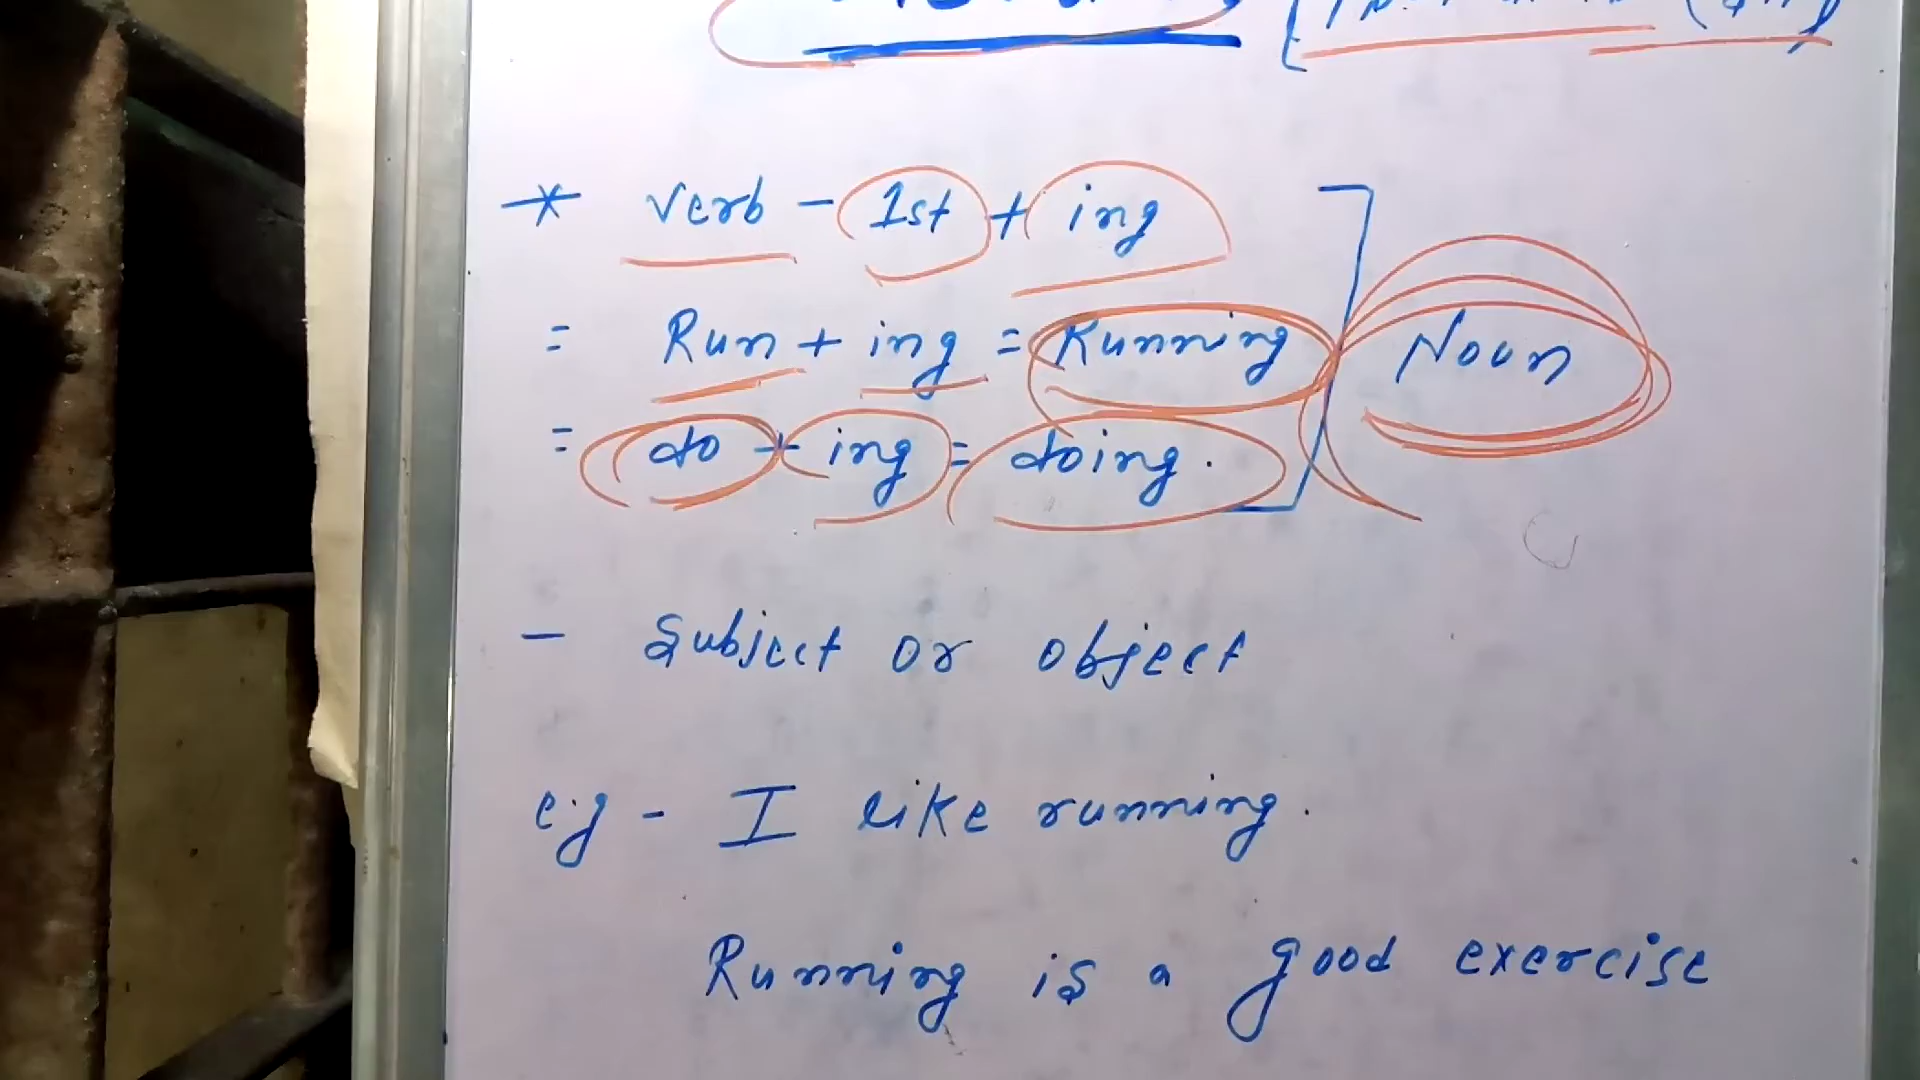 * Verb - 1st + ing
= Run + ing = Running
Noun
= do + ing = doing.
- Subject or object
e.g - I like running.
Running is a good exercise